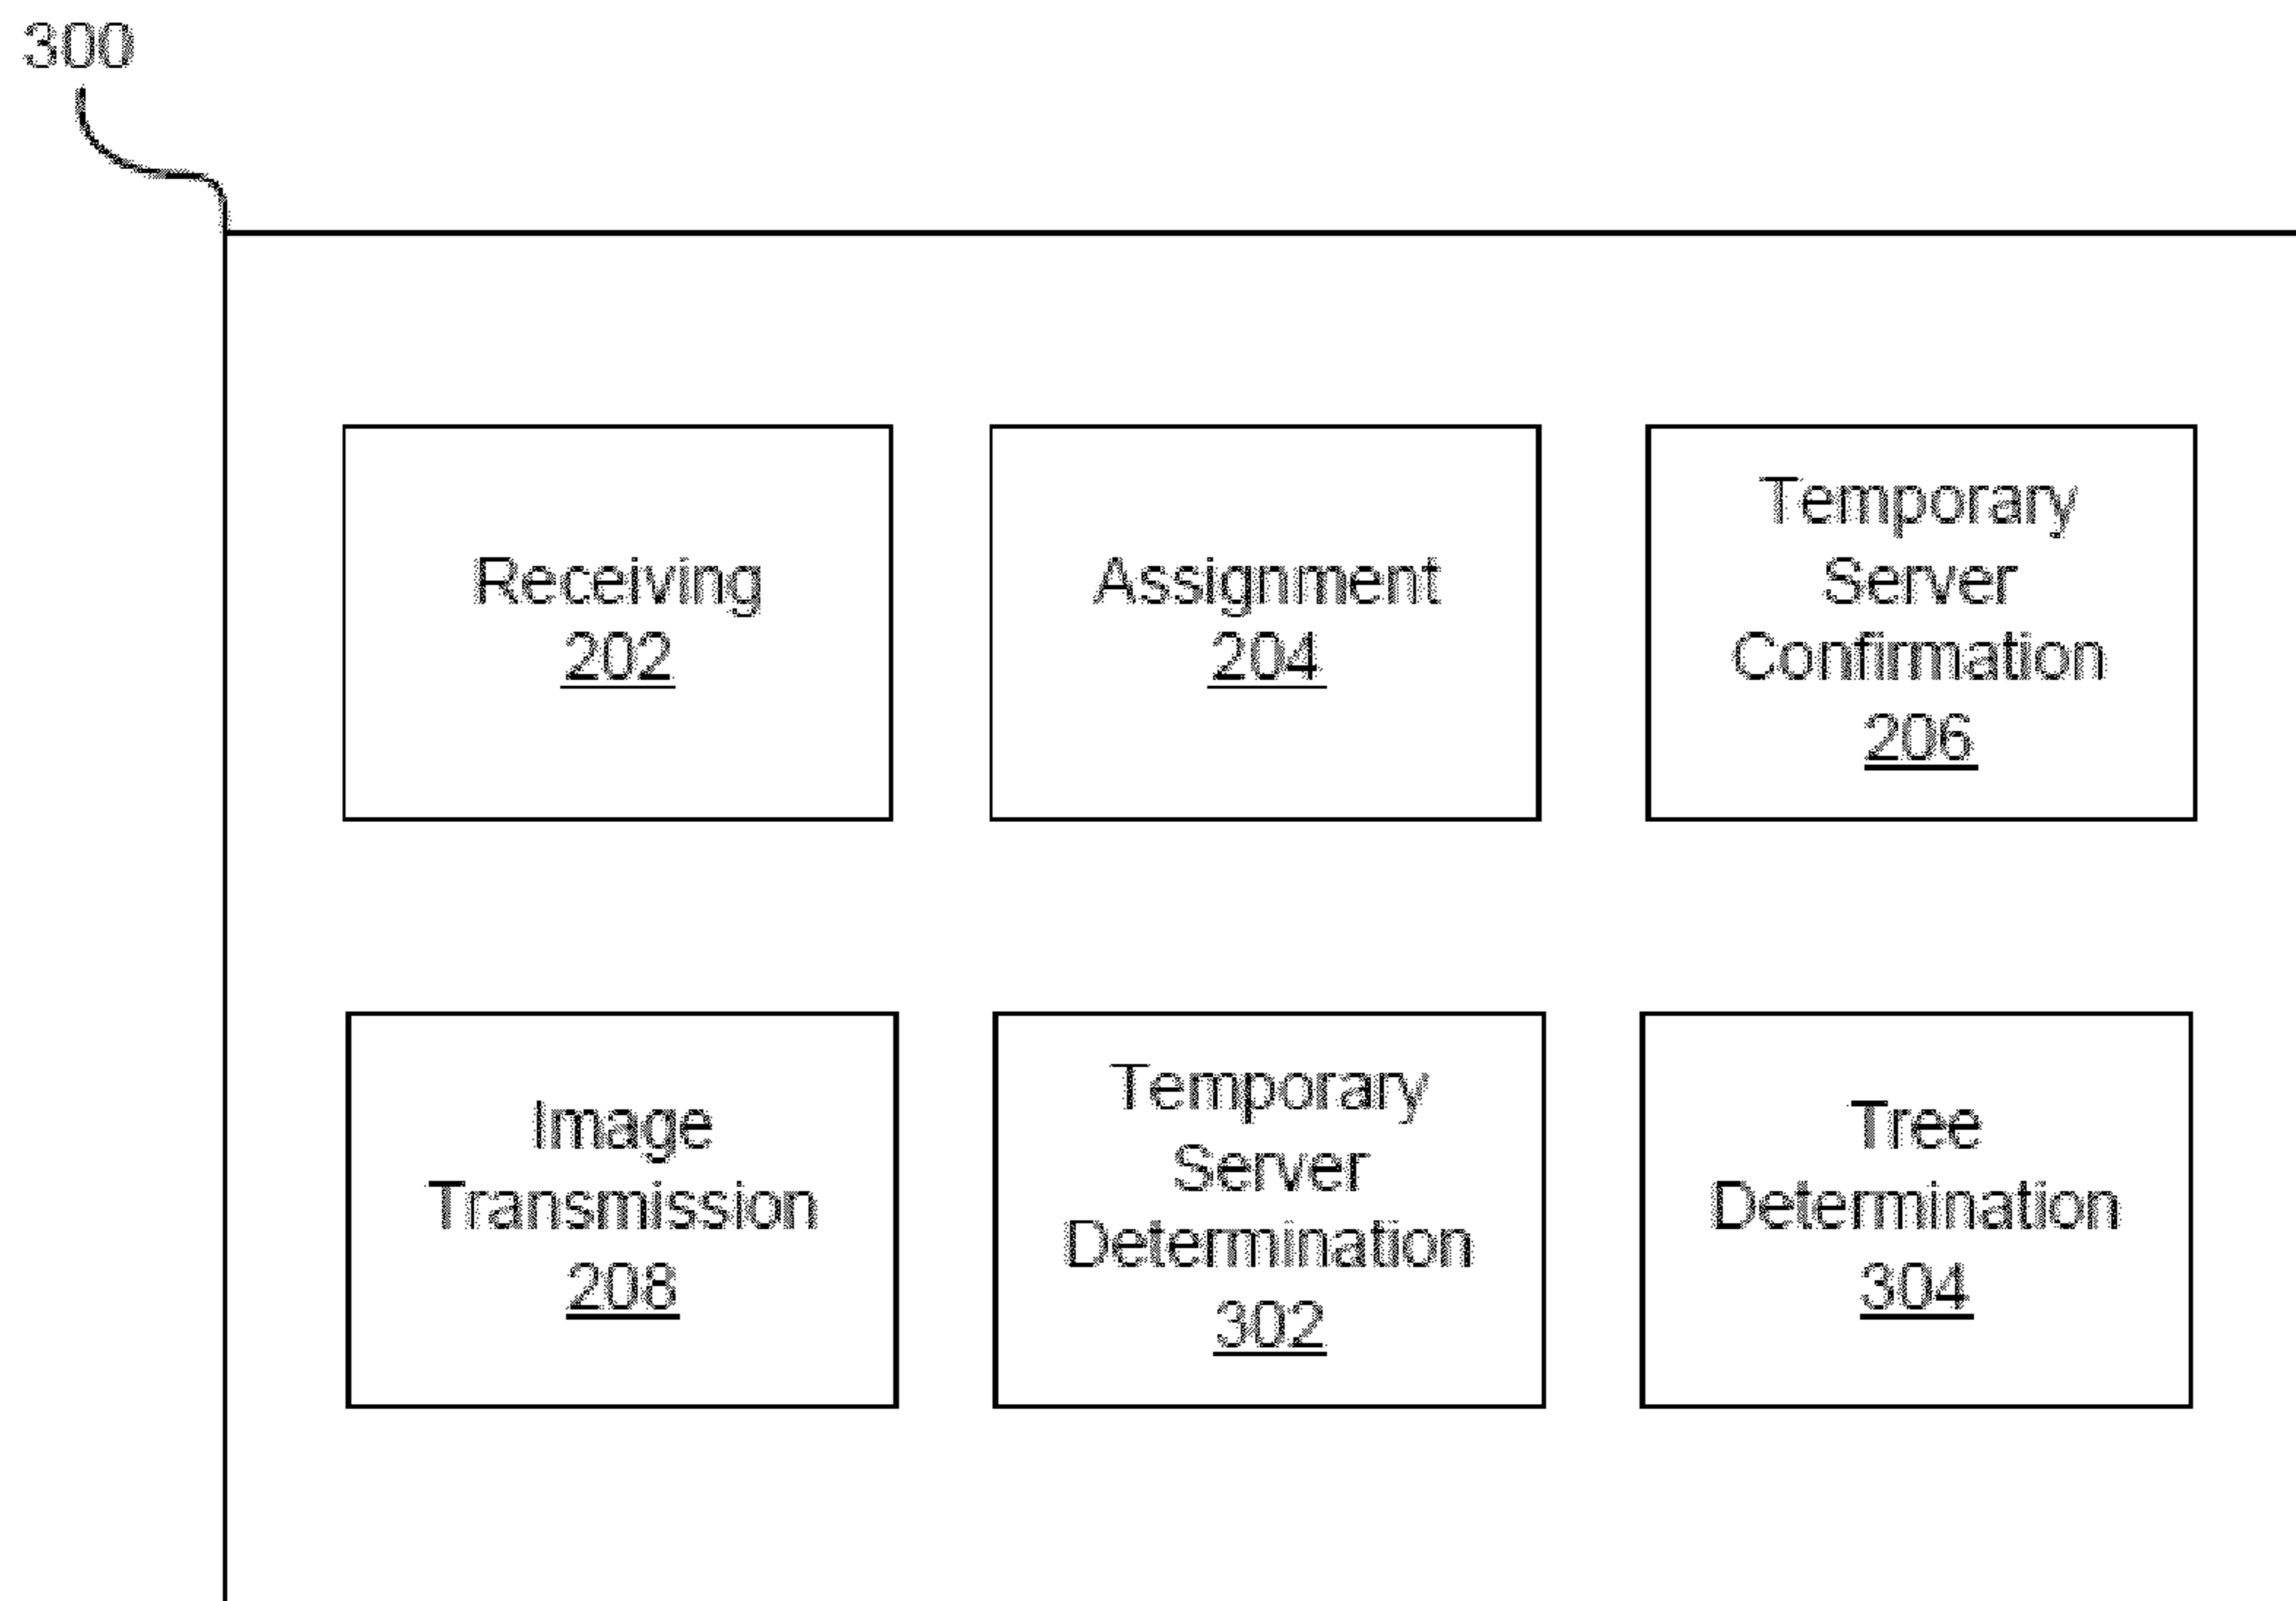 300
Receiving
202
Assignment
204
Temporary
Server
Confirmation
206
Image
Transmission
208
Temporary
Server
Determination
302
Tree
Determination
304